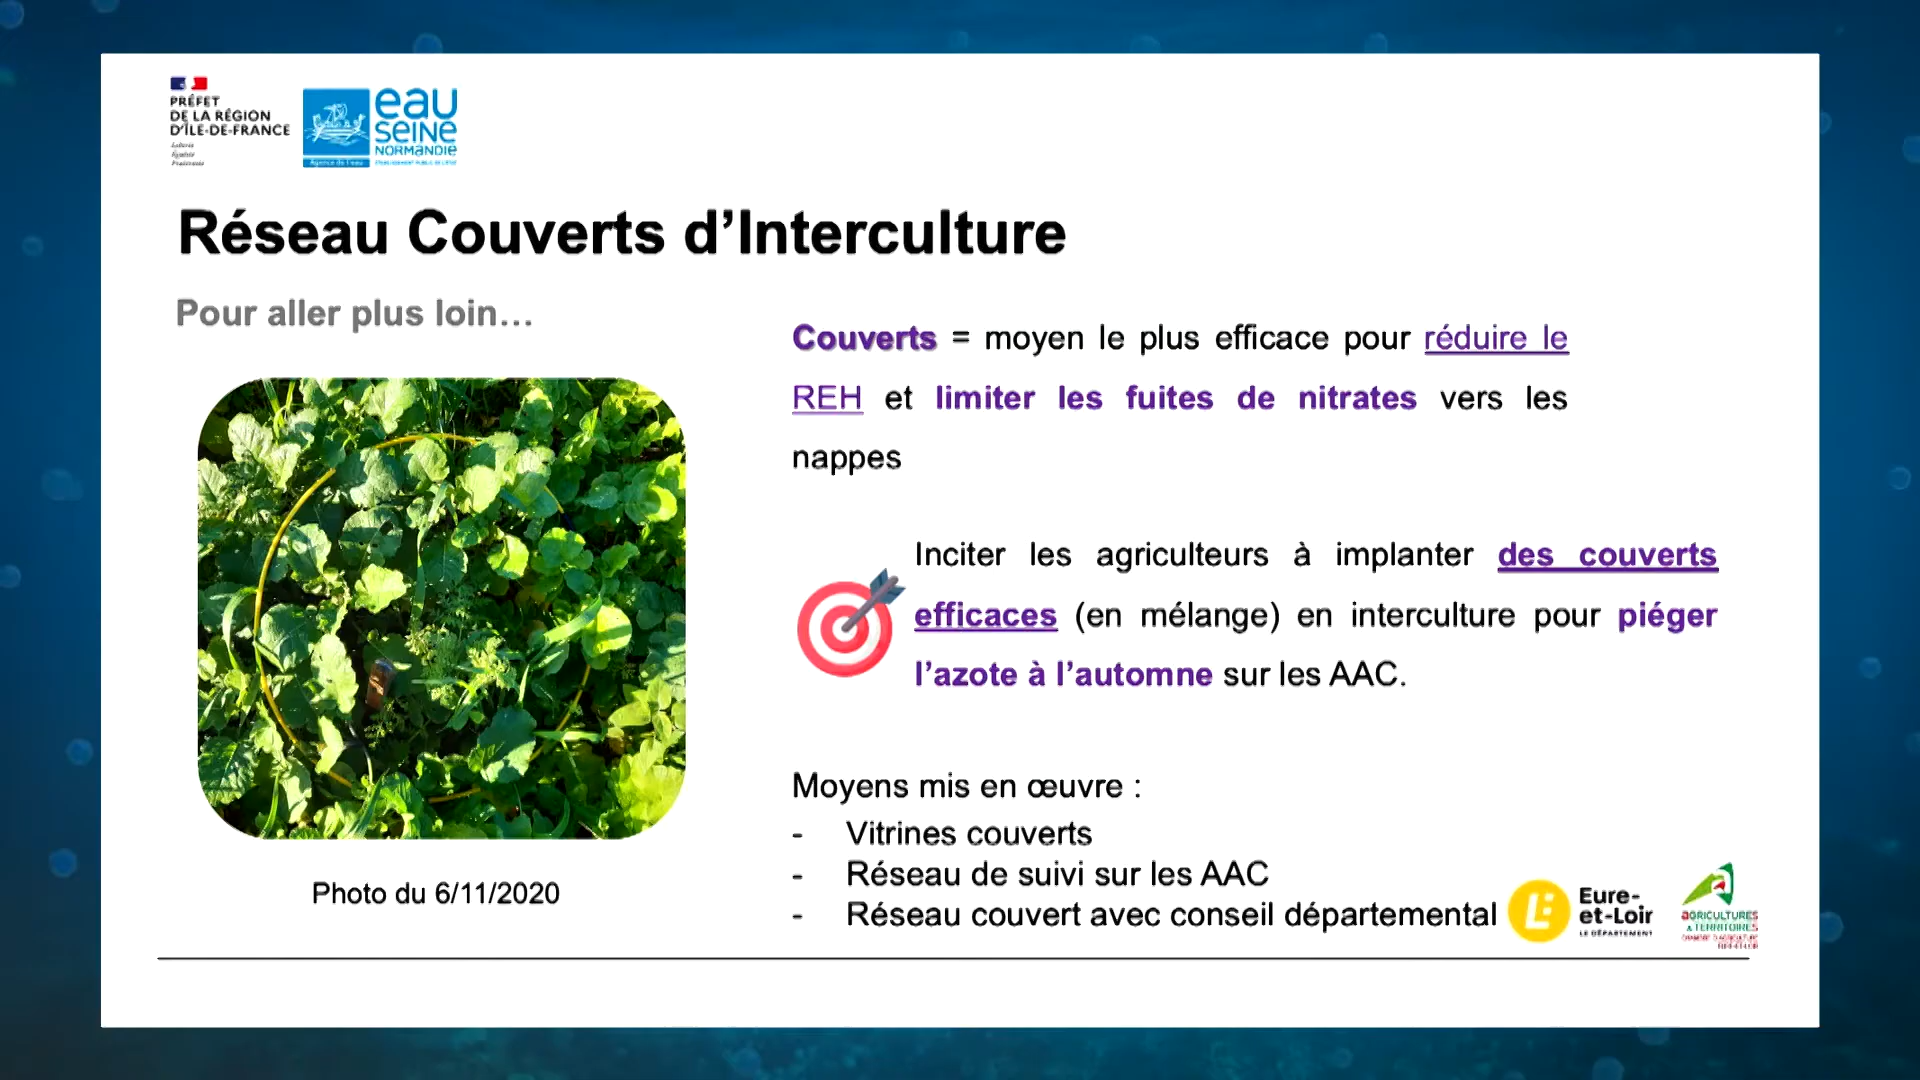 PRÉFET
DE LA RÉGION
D'ÎLE-DE-FRANCE
Liberté
Égalité
Fraternité
eau
SEINE
NORMANDIE
Agence de l'eau
Réseau Couverts d’Interculture
Pour aller plus loin…
Couverts = moyen le plus efficace pour réduire le
REH et limiter les fuites de nitrates vers les
nappes
Inciter les agriculteurs à implanter des couverts
efficaces (en mélange) en interculture pour piéger
l’azote à l’automne sur les AAC.
Moyens mis en œuvre :
- Vitrines couverts
- Réseau de suivi sur les AAC
- Réseau couvert avec conseil départemental
Photo du 6/11/2020
Eure-
et-Loir
LE DÉPARTEMENT
AGRICULTURES
& TERRITOIRES